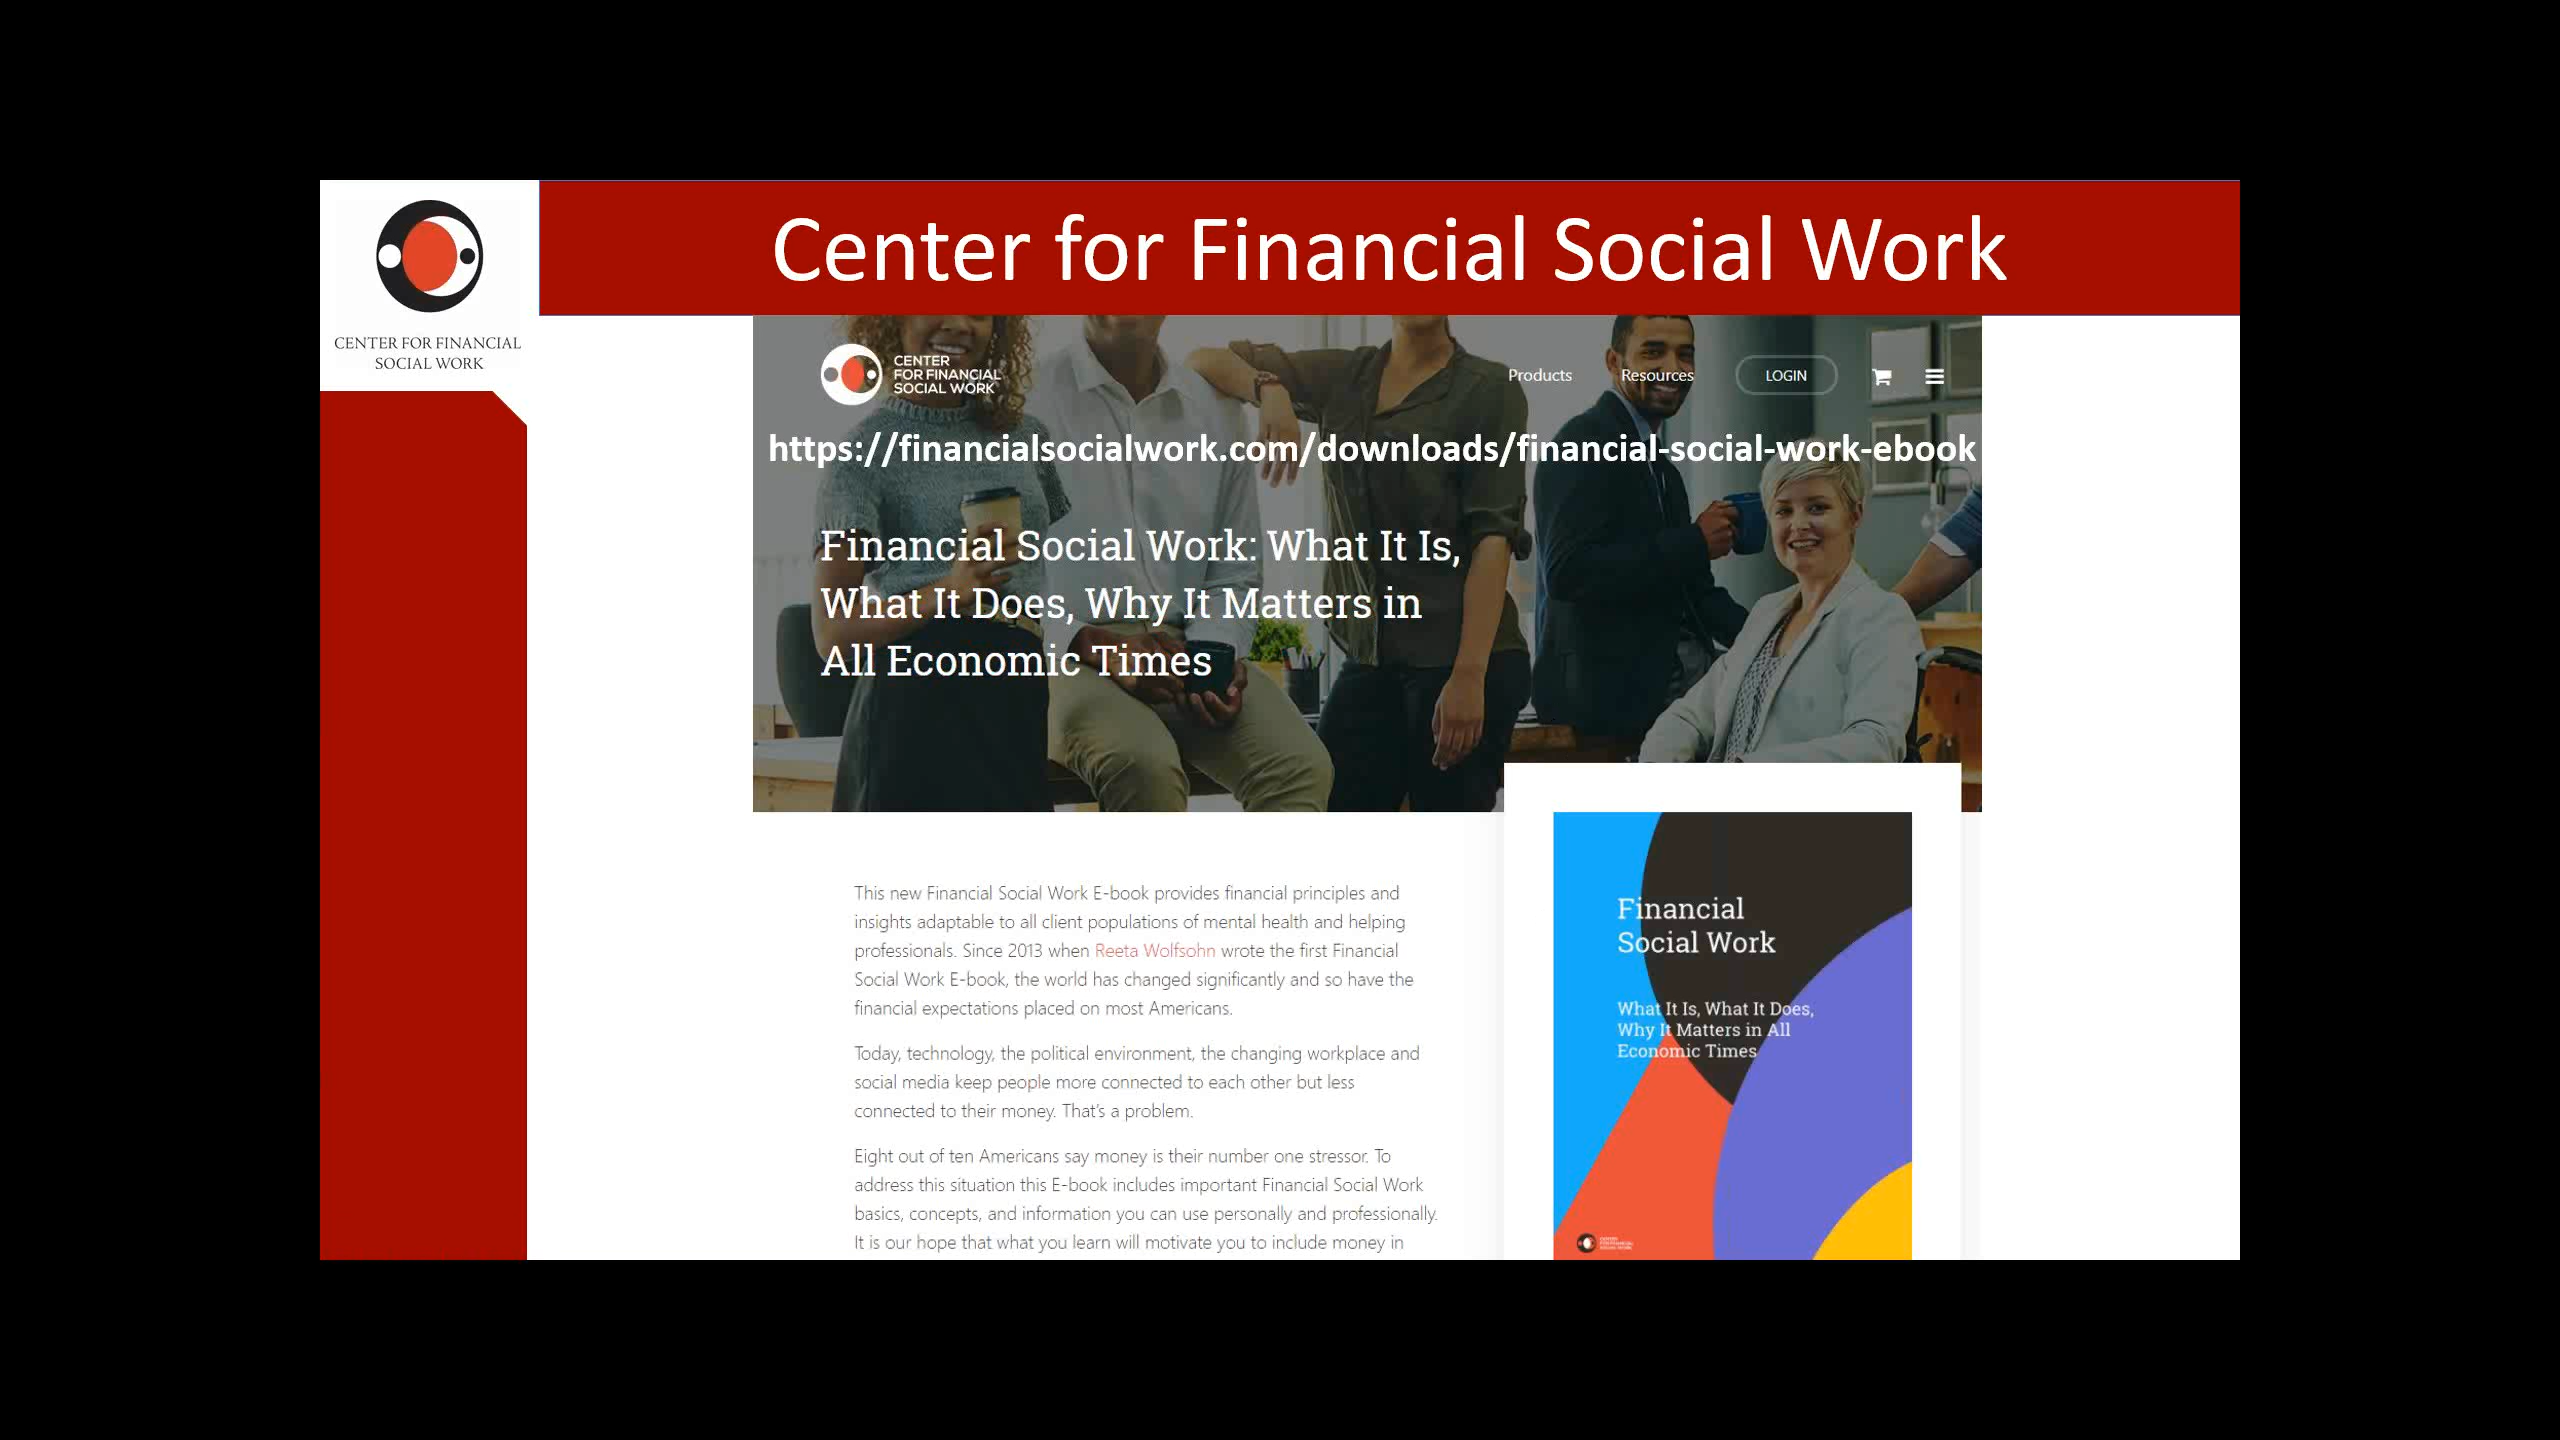 Center for Financial Social Work
CENTER FOR FINANCIAL
SOCIAL WORK
CENTER
FOR FINANCIAL
SOCIAL WORK
Products
Resources
LOGIN
https://financialsocialwork.com/downloads/financial-social-work-ebook
Financial Social Work: What It Is,
What It Does, Why It Matters in
All Economic Times
This new Financial Social Work E-book provides financial principles and
insights adaptable to all client populations of mental health and helping
professionals. Since 2013 when Reeta Wolfsohn wrote the first Financial
Social Work E-book, the world has changed significantly and so have the
financial expectations placed on most Americans.
Today, technology, the political environment, the changing workplace and
social media keep people more connected to each other but less
connected to their money. That's a problem.
Eight out of ten Americans say money is their number one stressor. To
address this situation this E-book includes important Financial Social Work
basics, concepts, and information you can use personally and professionally.
It is our hope that what you learn will motivate you to include money in
Financial
Social Work
What It Is, What It Does,
Why It Matters in All
Economic Times